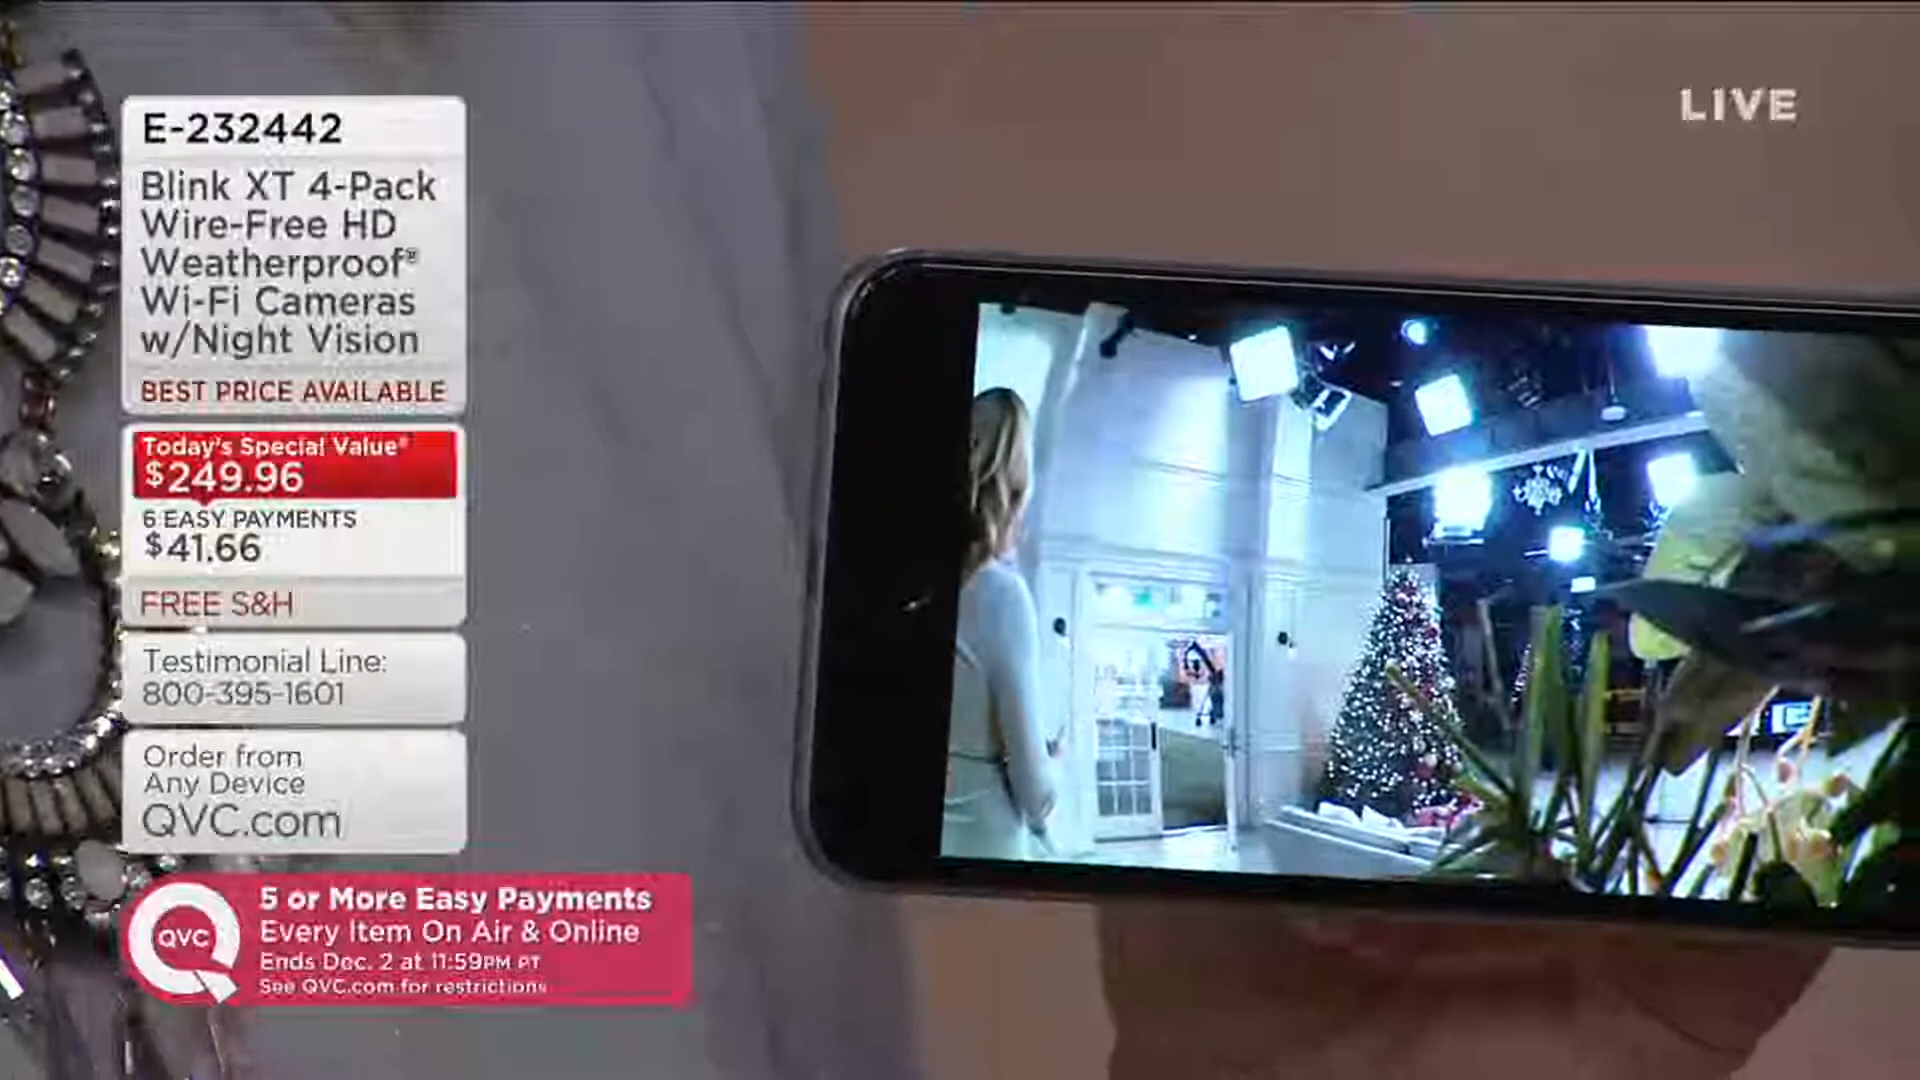 LIVE
E-232442
Blink XT 4-Pack
Wire-Free HD
Weatherproof®
Wi-Fi Cameras
w/Night Vision
BEST PRICE AVAILABLE
Today's Special Value®
$249.96
6 EASY PAYMENTS
$41.66
FREE S&H
Testimonial Line:
800-395-1601
Order from
Any Device
QVC.com
QVC
5 or More Easy Payments
Every Item On Air & Online
Ends Dec. 2 at 11:59PM PT
See QVC.com for restrictions